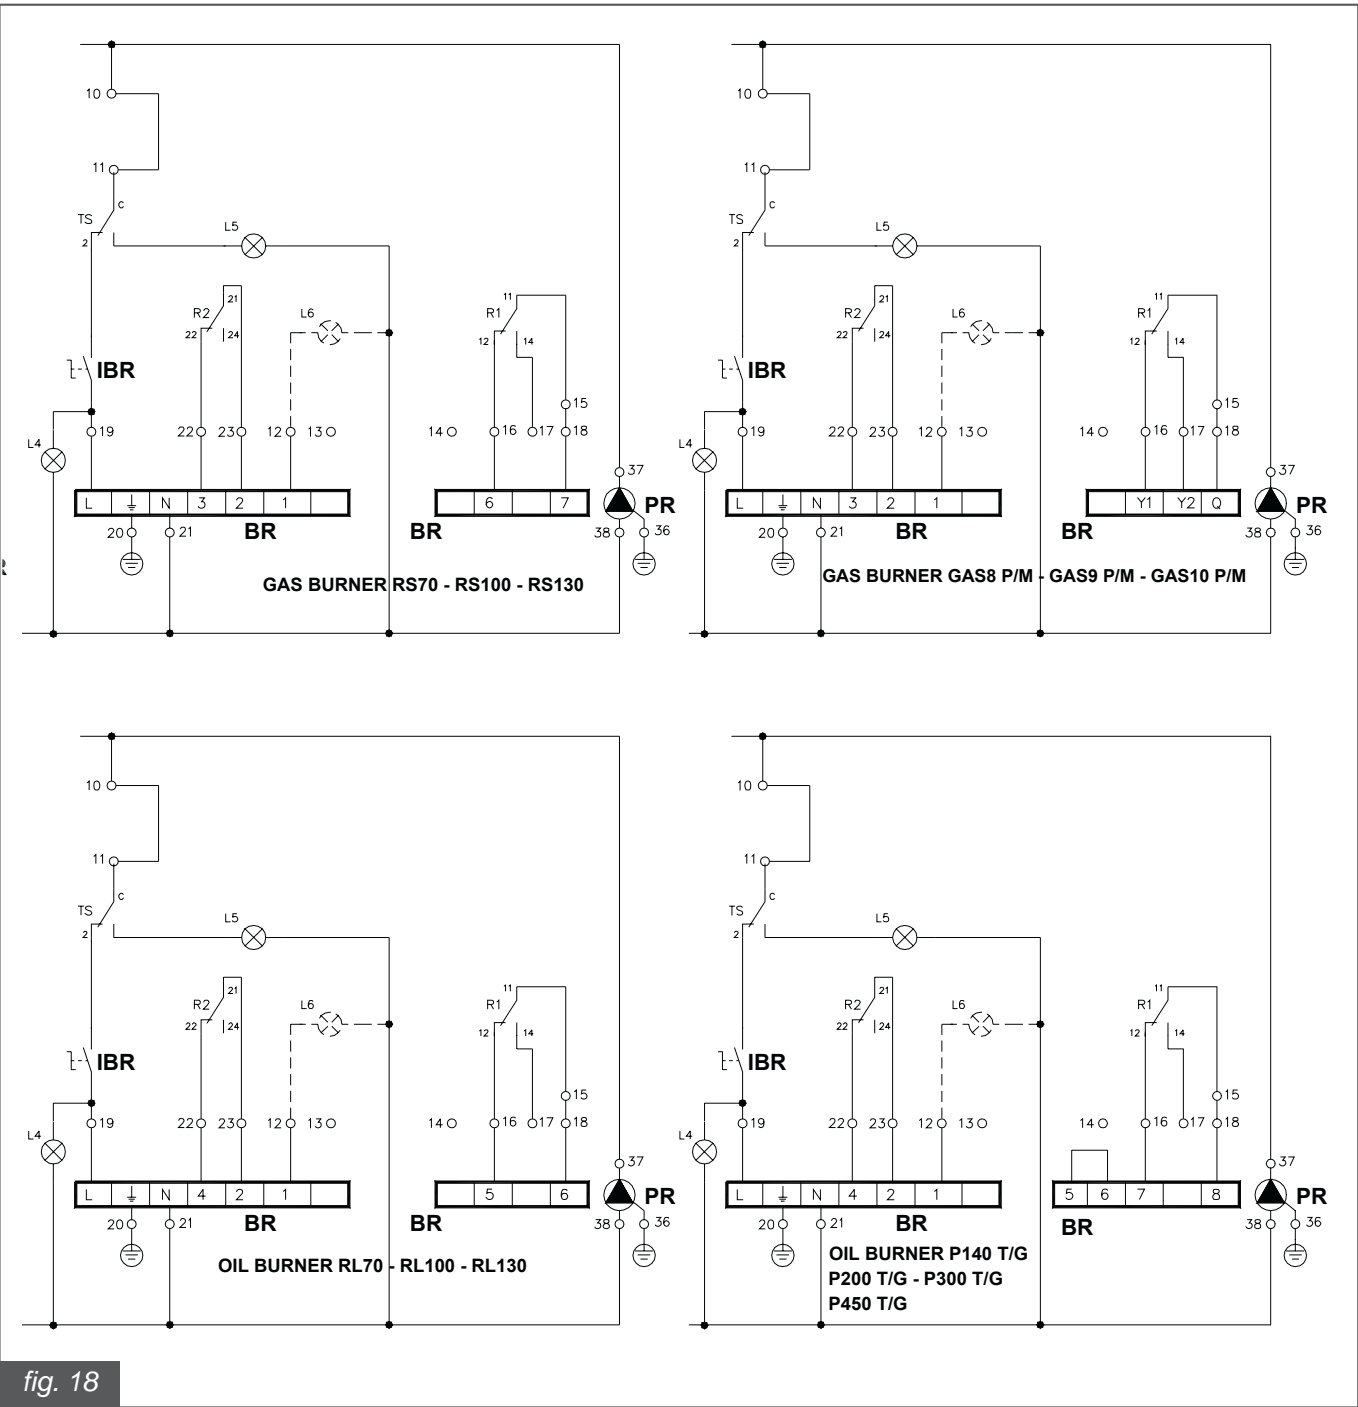 10
10
11
11
C
C
TS
TS
2
2
L5
L5
21
21
11
11
R2
L6
R1
R2
L6
R1
22
24
12
14
22
24
12
14
IBR
IBR
15
15
L4
19
22
23
12
13
14
16
17
18
L4
19
22
23
12
13
14
16
17
18
37
37
L
N
3
2
1
6
7
PR
L
N
3
2
1
Y1
Y2
Q
PR
20
21
BR
BR
38
36
20
21
BR
BR
38
36
GAS BURNER RS70 - RS100 - RS130
GAS BURNER GAS8 P/M - GAS9 P/M - GAS10 P/M
10
10
11
11
C
C
TS
TS
2
2
L5
L5
21
21
11
11
R2
L6
R1
R2
L6
R1
22
24
12
14
22
24
12
14
IBR
IBR
15
15
L4
19
22
23
12
13
14
16
17
18
L4
19
22
23
12
13
14
16
17
18
37
37
L
N
4
2
1
5
6
PR
L
N
4
2
1
5
6
7
8
PR
20
21
BR
BR
38
36
20
21
BR
BR
38
36
OIL BURNER RL70 - RL100 - RL130
OIL BURNER P140 T/G
P200 T/G - P300 T/G
P450 T/G
fig. 18